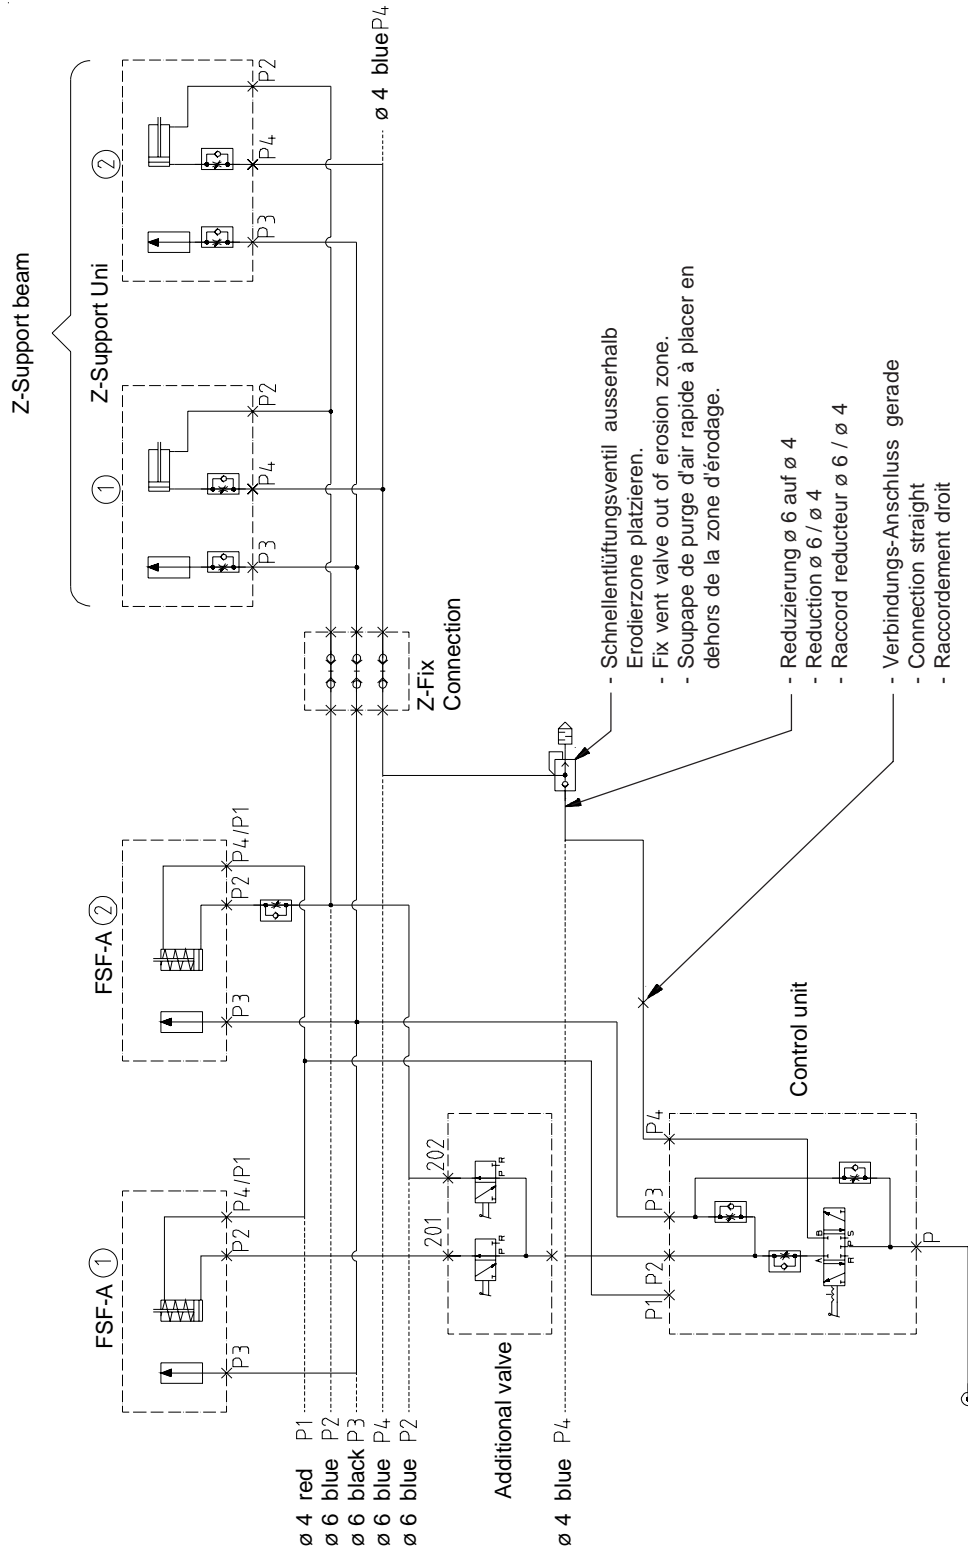 Z-Support beam
Z-Support Uni
1
P3
P4
P2
2
P3
P4
P2
FSF-A 1
P3
P2
P4/P1
FSF-A 2
P3
P2
P4/P1
ø 4 red P1
ø 6 blue P2
ø 6 black P3
ø 6 blue P4
ø 6 blue P2
ø 4 blue P4
Z-Fix
Connection
201
202
P R
P R
Additional valve
ø 4 blue P4
- Schnellentlüftungsventil ausserhalb
Erodierzone platzieren.
- Fix vent valve out of erosion zone.
- Soupape de purge d'air rapide à placer en
dehors de la zone d'érodage.
- Reduzierung ø 6 auf ø 4
- Reduction ø 6 / ø 4
- Raccord reducteur ø 6 / ø 4
- Verbindungs-Anschluss gerade
- Connection straight
- Raccordement droit
Control unit
P1
P2
P3
P4
A B
R P S
P